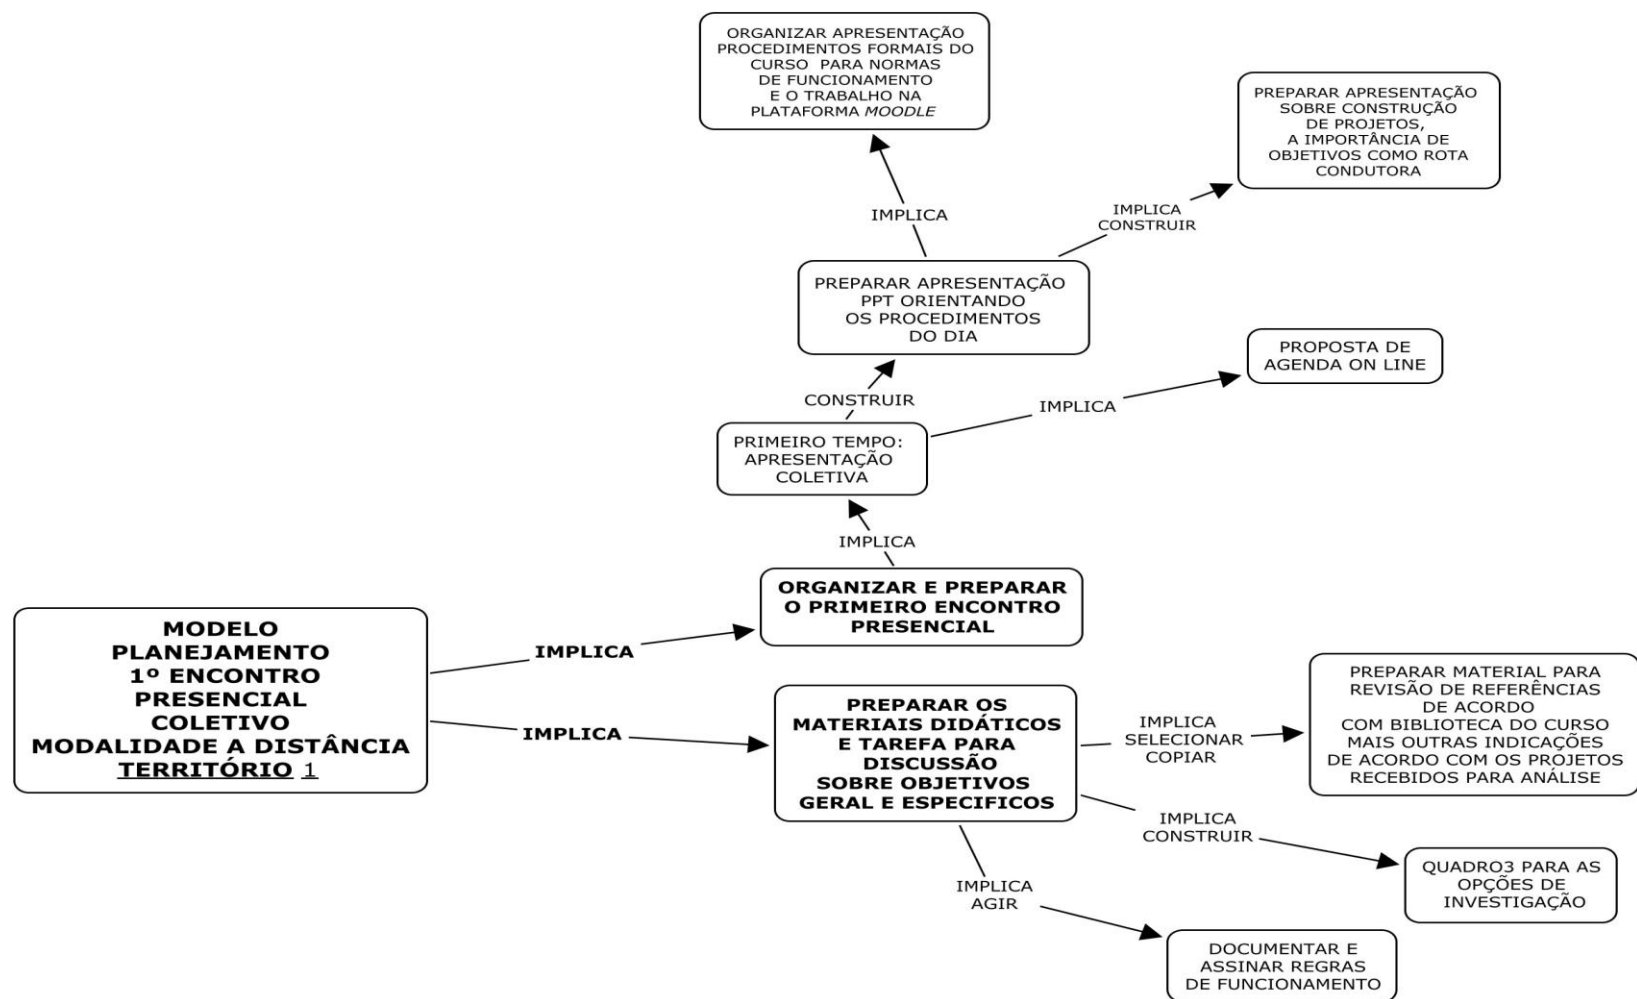 ORGANIZAR APRESENTAÇÃO
PROCEDIMENTOS FORMAIS DO
CURSO PARA NORMAS
DE FUNCIONAMENTO
E O TRABALHO NA
PLATAFORMA MOODLE
PREPARAR APRESENTAÇÃO
SOBRE CONSTRUÇÃO
DE PROJETOS,
A IMPORTÂNCIA DE
OBJETIVOS COMO ROTA
CONDUTORA
IMPLICA
IMPLICA
CONSTRUIR
PREPARAR APRESENTAÇÃO
PPT ORIENTANDO
OS PROCEDIMENTOS
DO DIA
PROPOSTA DE
AGENDA ON LINE
CONSTRUIR
IMPLICA
PRIMEIRO TEMPO:
APRESENTAÇÃO
COLETIVA
IMPLICA
ORGANIZAR E PREPARAR
O PRIMEIRO ENCONTRO
PRESENCIAL
MODELO
PLANEJAMENTO
1º ENCONTRO
PRESENCIAL
COLETIVO
MODALIDADE A DISTÂNCIA
TERRITÓRIO 1
IMPLICA
IMPLICA
PREPARAR OS
MATERIAIS DIDÁTICOS
E TAREFA PARA
DISCUSSÃO
SOBRE OBJETIVOS
GERAL E ESPECIFICOS
IMPLICA
SELECIONAR
COPIAR
PREPARAR MATERIAL PARA
REVISÃO DE REFERÊNCIAS
DE ACORDO
COM BIBLIOTECA DO CURSO
MAIS OUTRAS INDICAÇÕES
DE ACORDO COM OS PROJETOS
RECEBIDOS PARA ANÁLISE
IMPLICA
CONSTRUIR
QUADRO3 PARA AS
OPÇÕES DE
INVESTIGAÇÃO
IMPLICA
AGIR
DOCUMENTAR E
ASSINAR REGRAS
DE FUNCIONAMENTO